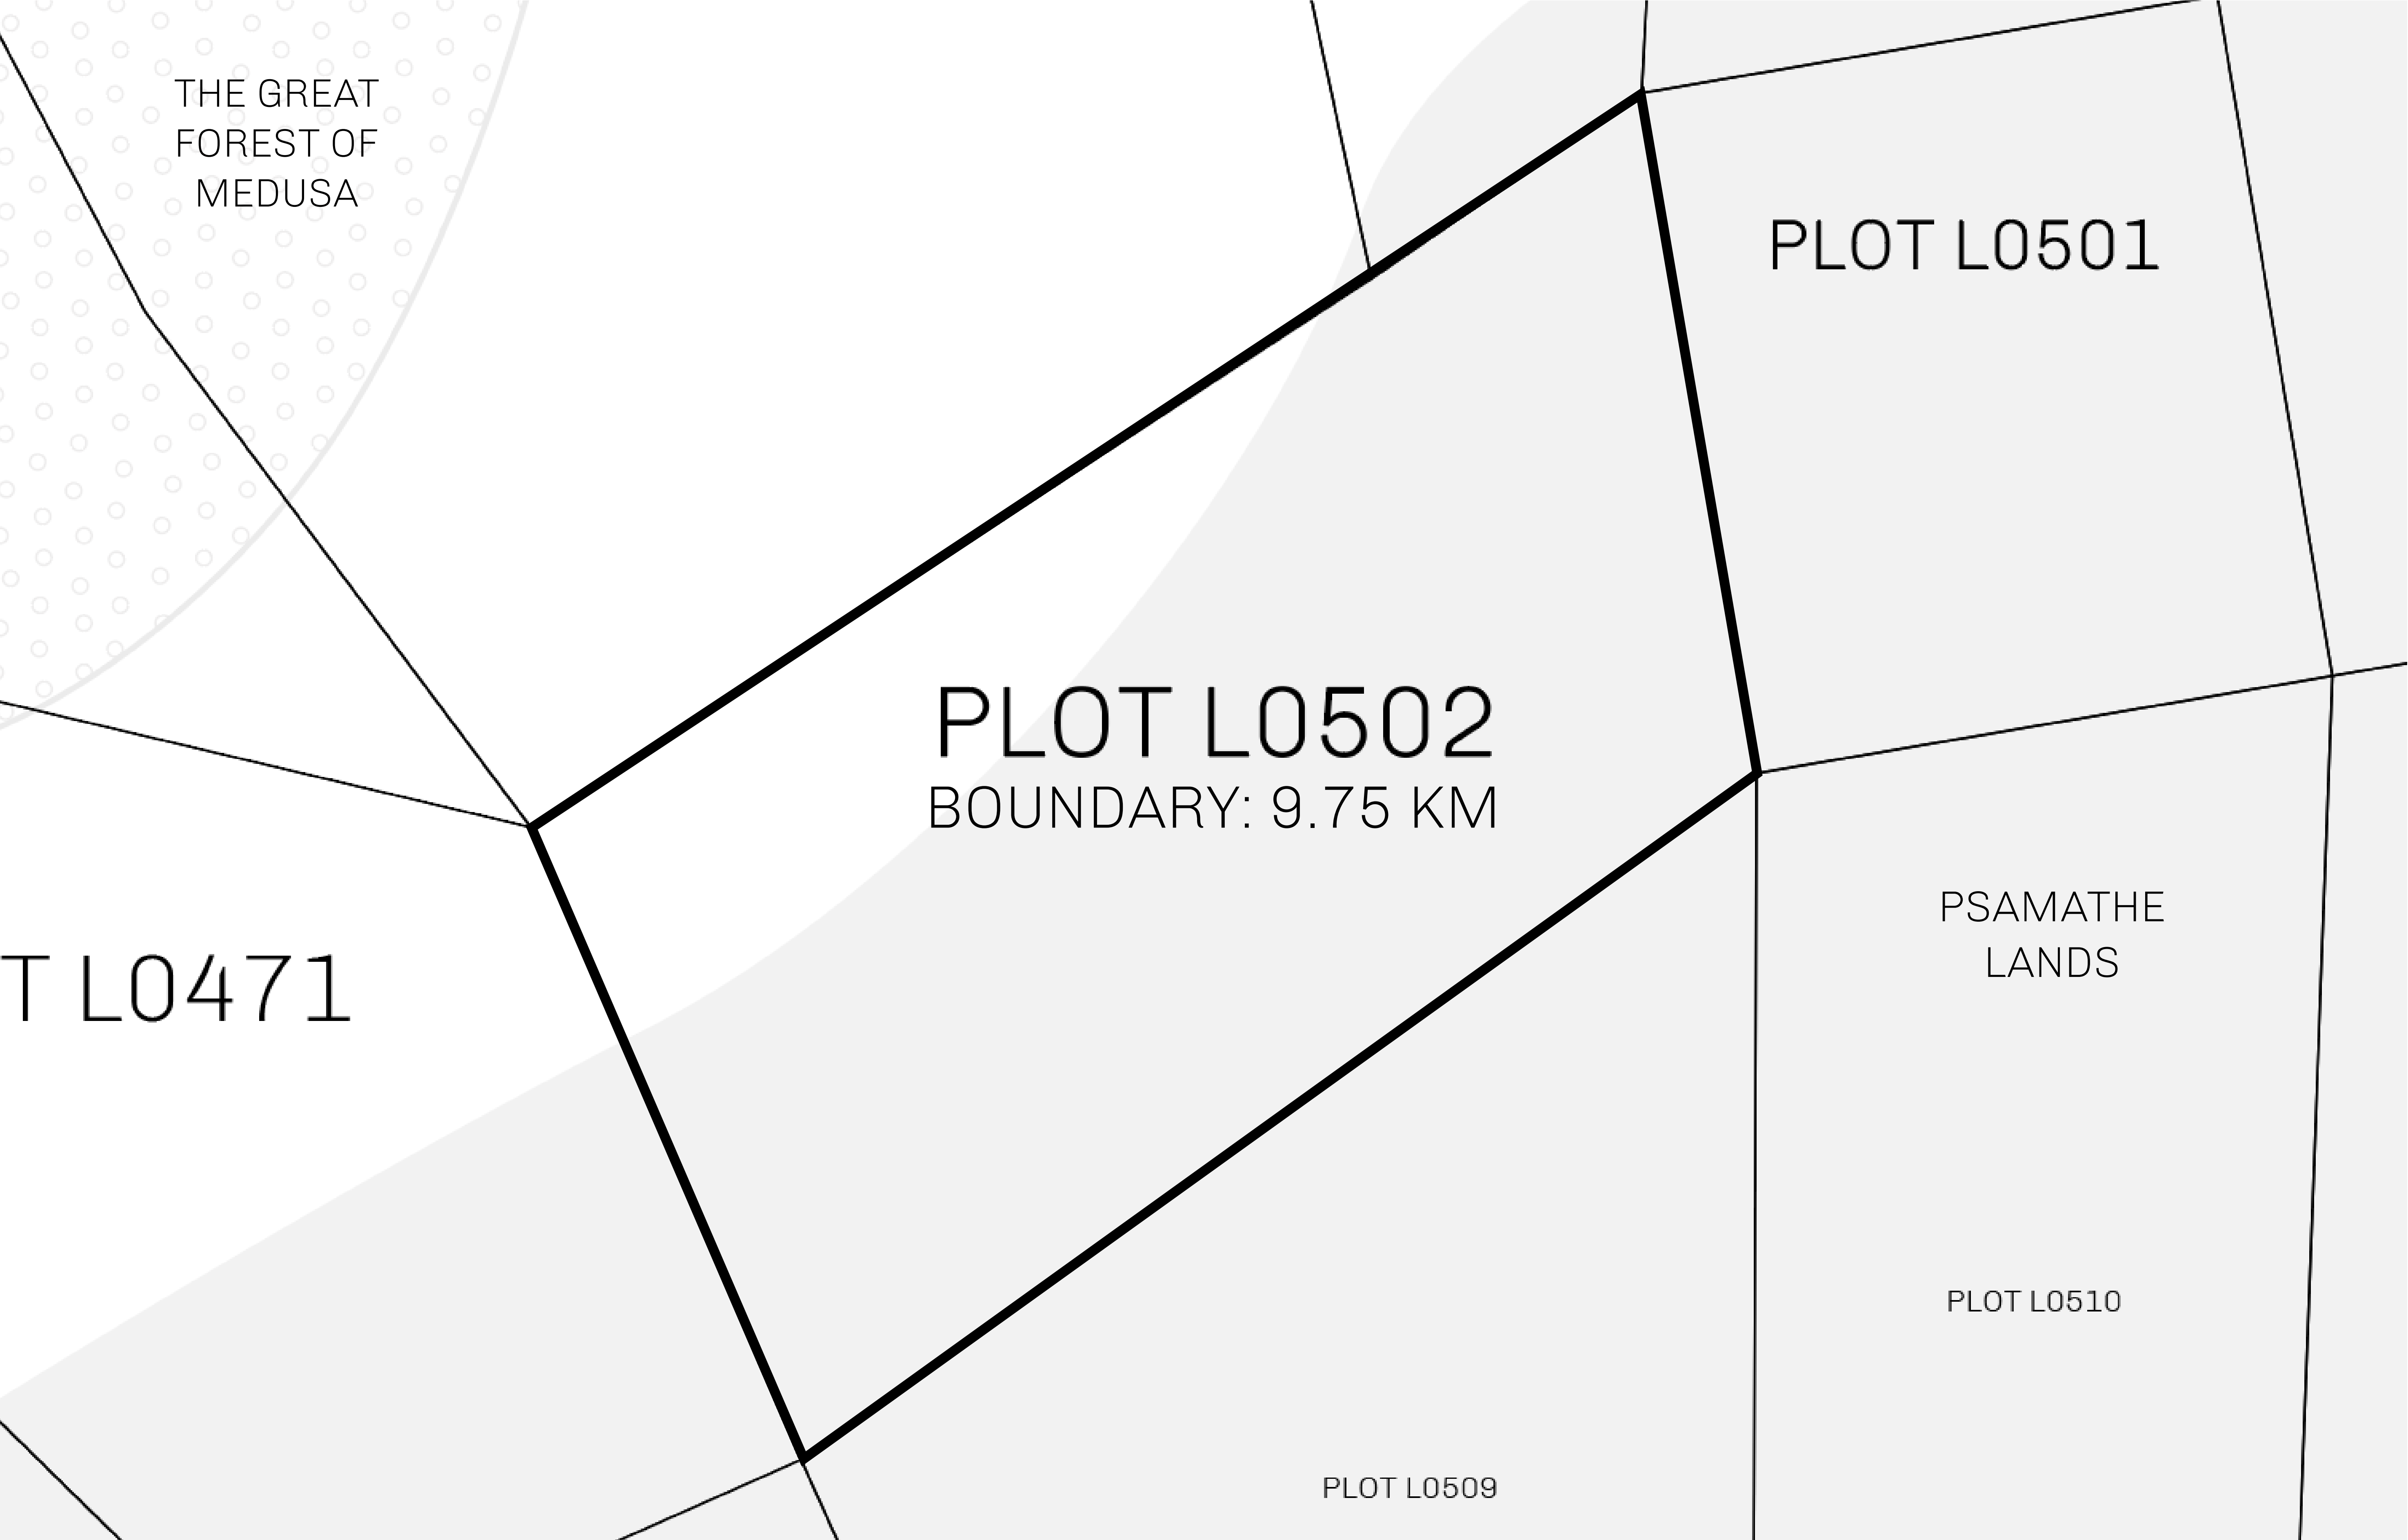 THE GREAT
FOREST OF
MEDUSA
PLOT L0501
PLOT L0502
BOUNDARY: 9.75 KM
T L0471
PSAMATHE
LANDS
PLOT L0510
PLOT L0509